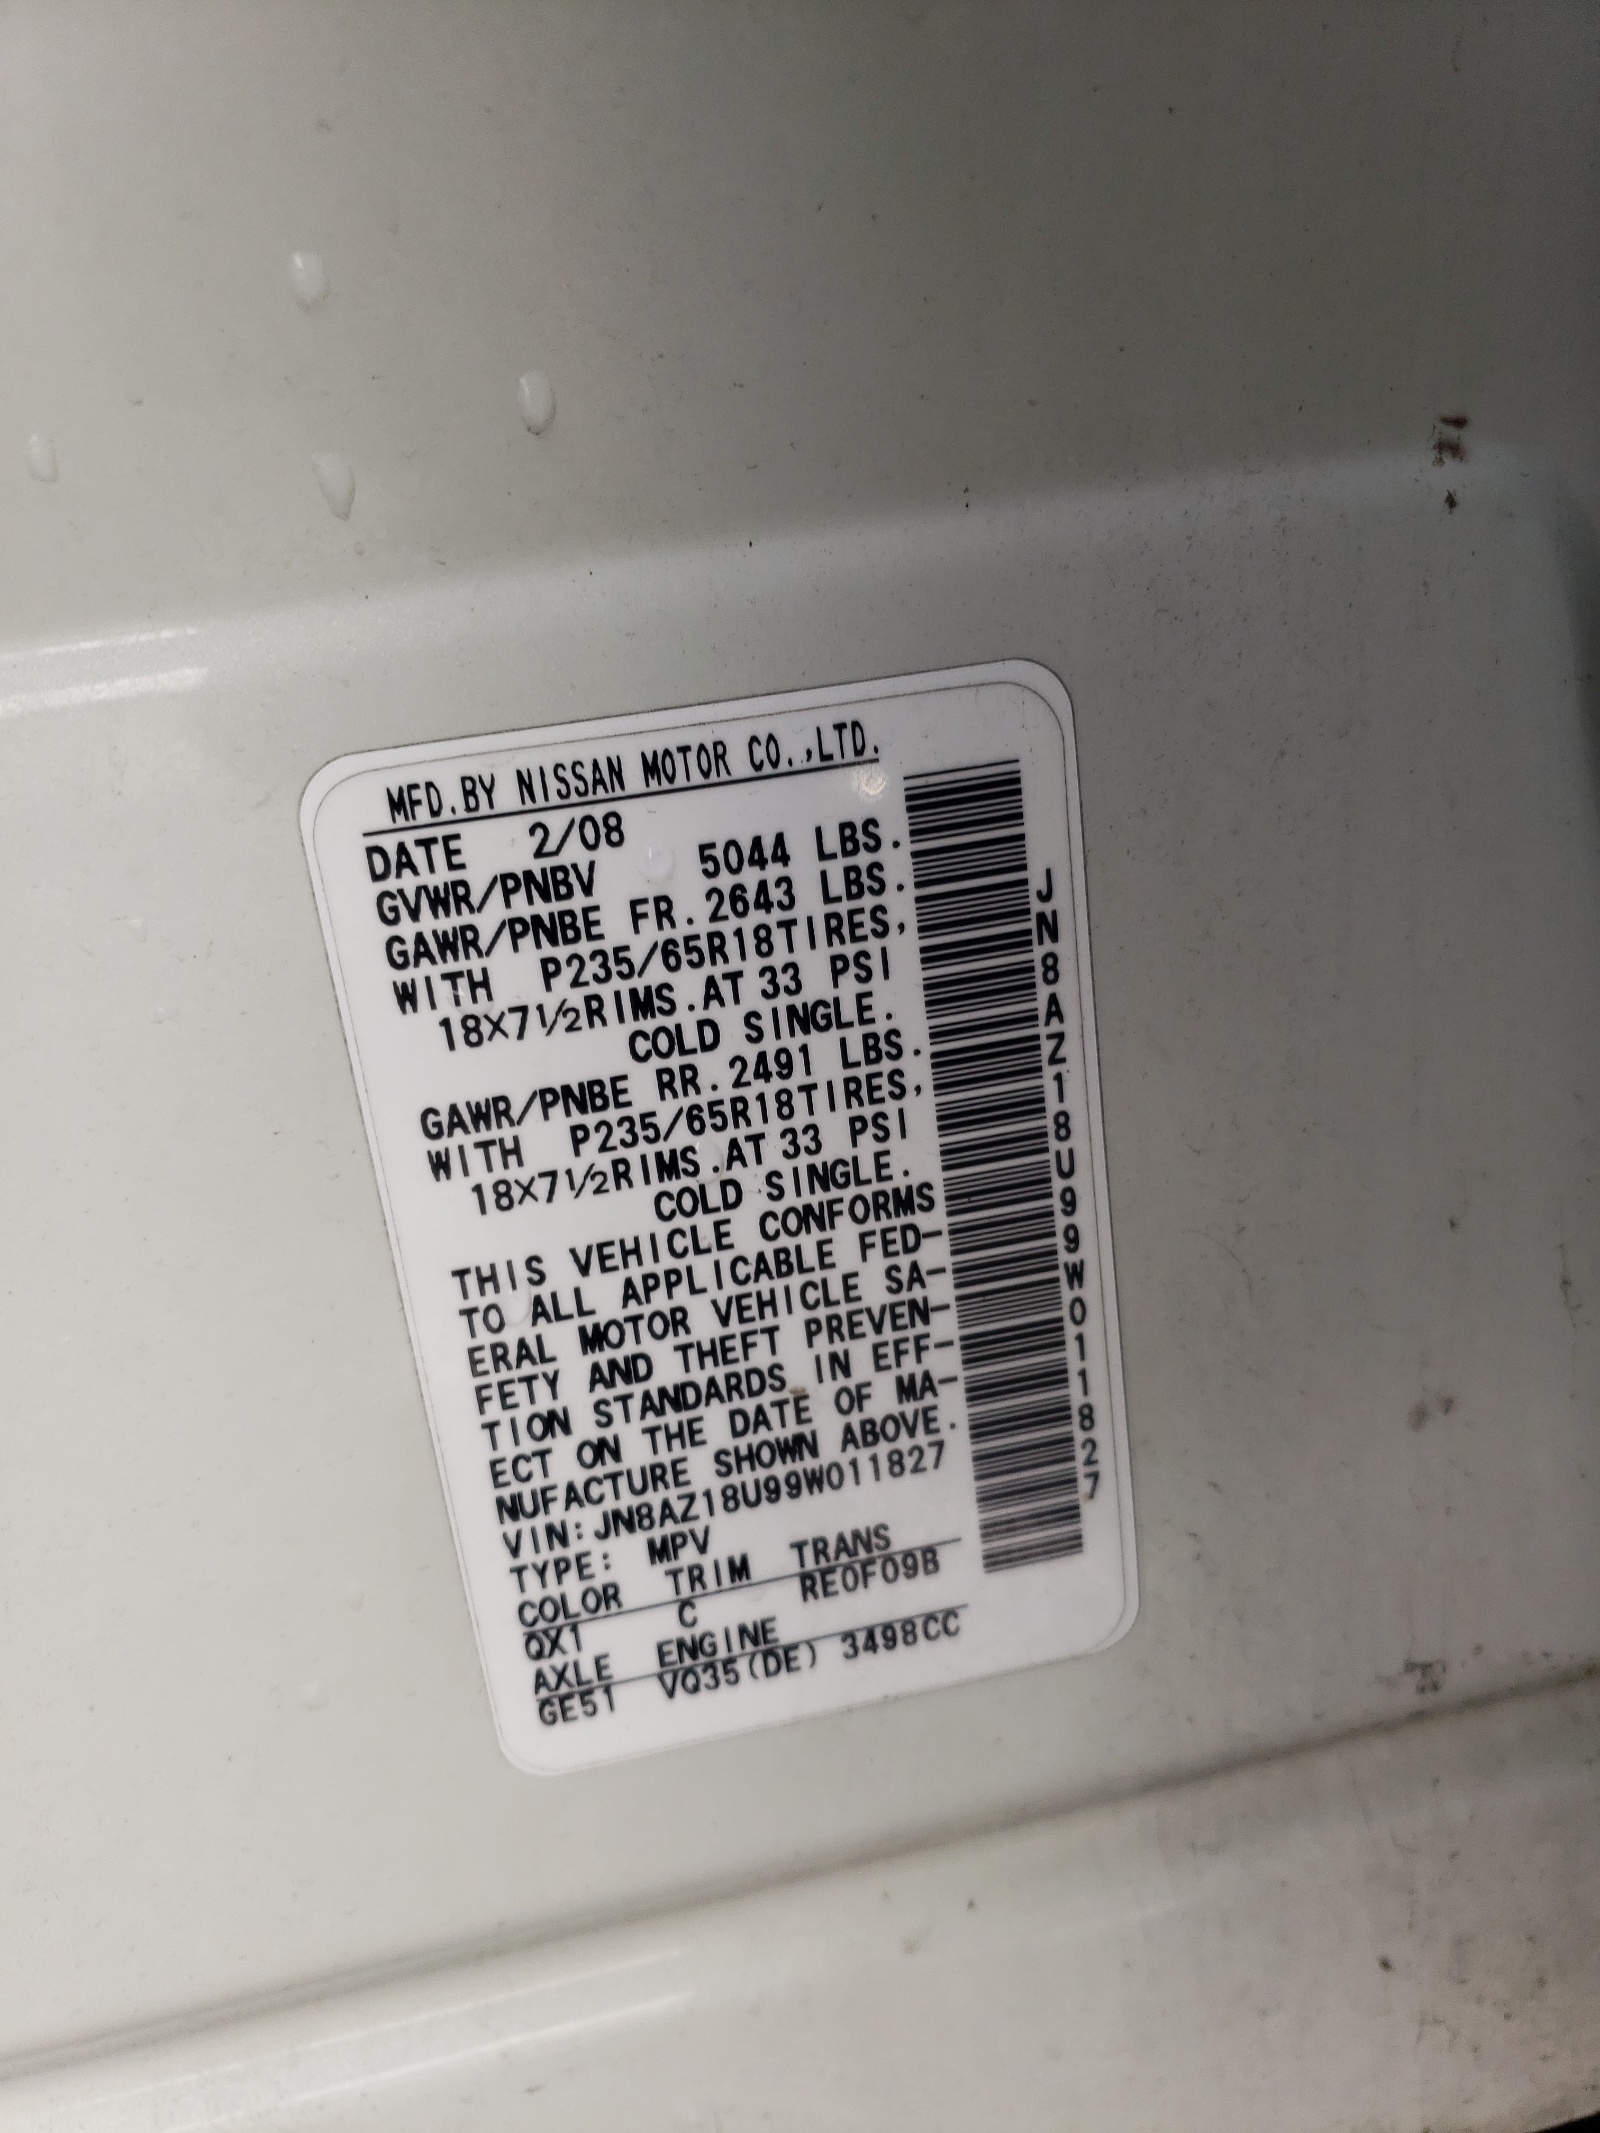 MFD.BY NISSAN MOTOR CO.,LTD.
DATE 2/08
GVWR/PNBV 5044 LBS.
GAWR/PNBE FR.2643 LBS.
WITH P235/65R18TIRES,
18X7½RIMS.AT 33 PSI
COLD SINGLE.
GAWR/PNBE RR.2491 LBS.
WITH P235/65R18TIRES,
18X7½RIMS.AT 33 PSI
COLD SINGLE.
THIS VEHICLE CONFORMS
TO ALL APPLICABLE FED-
ERAL MOTOR VEHICLE SA-
FETY AND THEFT PREVEN-
TION STANDARDS IN EFF-
ECT ON THE DATE OF MA-
NUFACTURE SHOWN ABOVE.
VIN:JN8AZ18U99W011827
TYPE: MPV
COLOR TRIM TRANS
QX1 C RE0F09B
AXLE ENGINE
GE51 VQ35(DE) 3498CC
JN8AZ18U99W011827